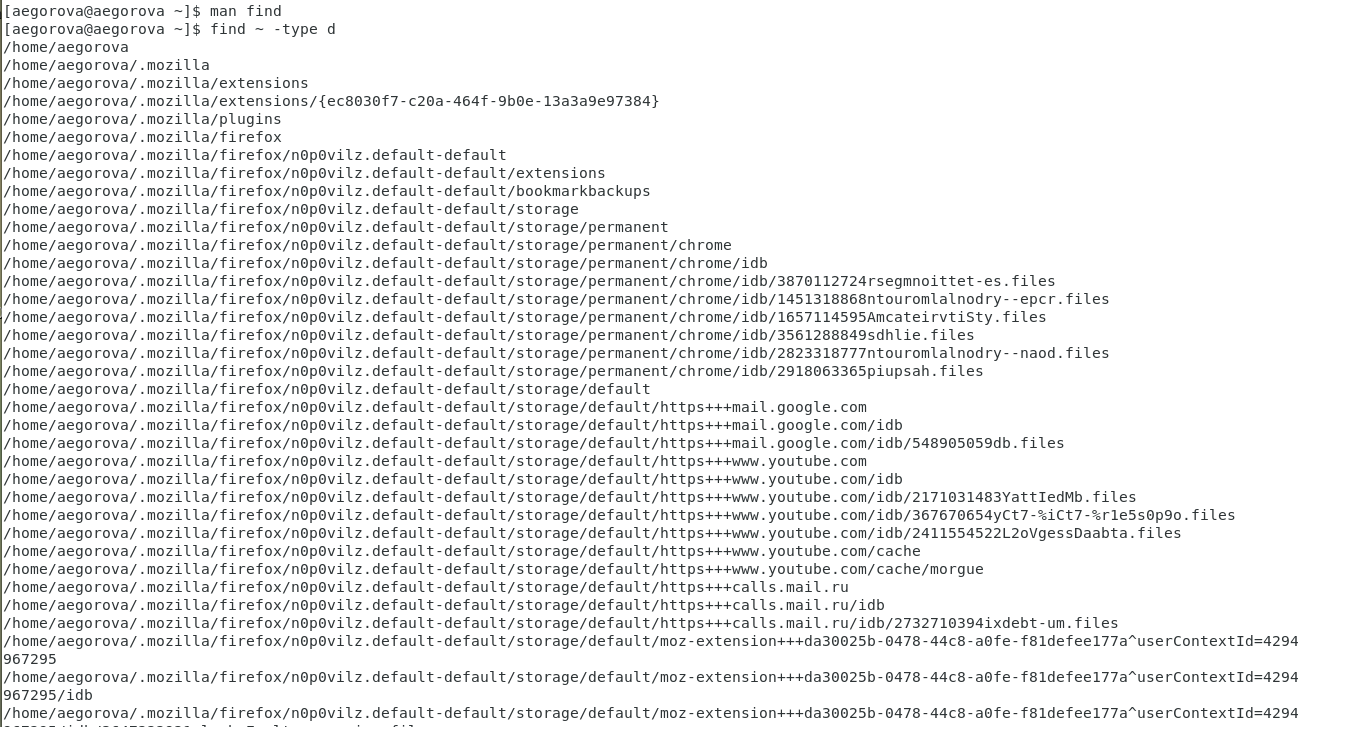 [aegorova@aegorova ~]$ man find
[aegorova@aegorova ~]$ find ~ -type d
/home/aegorova
/home/aegorova/.mozilla
/home/aegorova/.mozilla/extensions
/home/aegorova/.mozilla/extensions/{ec8030f7-c20a-464f-9b0e-13a3a9e97384}
/home/aegorova/.mozilla/plugins
/home/aegorova/.mozilla/firefox
/home/aegorova/.mozilla/firefox/n0p0vilz.default-default
/home/aegorova/.mozilla/firefox/n0p0vilz.default-default/extensions
/home/aegorova/.mozilla/firefox/n0p0vilz.default-default/bookmarkbackups
/home/aegorova/.mozilla/firefox/n0p0vilz.default-default/storage
/home/aegorova/.mozilla/firefox/n0p0vilz.default-default/storage/permanent
/home/aegorova/.mozilla/firefox/n0p0vilz.default-default/storage/permanent/chrome
/home/aegorova/.mozilla/firefox/n0p0vilz.default-default/storage/permanent/chrome/idb
/home/aegorova/.mozilla/firefox/n0p0vilz.default-default/storage/permanent/chrome/idb/3870112724rsegmnoittet-es.files
/home/aegorova/.mozilla/firefox/n0p0vilz.default-default/storage/permanent/chrome/idb/1451318868ntouromlalnodry--epcr.files
/home/aegorova/.mozilla/firefox/n0p0vilz.default-default/storage/permanent/chrome/idb/1657114595AmcateirvtiSty.files
/home/aegorova/.mozilla/firefox/n0p0vilz.default-default/storage/permanent/chrome/idb/3561288849sdhlie.files
/home/aegorova/.mozilla/firefox/n0p0vilz.default-default/storage/permanent/chrome/idb/2823318777ntouromlalnodry--naod.files
/home/aegorova/.mozilla/firefox/n0p0vilz.default-default/storage/permanent/chrome/idb/2918063365piupsah.files
/home/aegorova/.mozilla/firefox/n0p0vilz.default-default/storage/default
/home/aegorova/.mozilla/firefox/n0p0vilz.default-default/storage/default/https+++mail.google.com
/home/aegorova/.mozilla/firefox/n0p0vilz.default-default/storage/default/https+++mail.google.com/idb
/home/aegorova/.mozilla/firefox/n0p0vilz.default-default/storage/default/https+++mail.google.com/idb/548905059db.files
/home/aegorova/.mozilla/firefox/n0p0vilz.default-default/storage/default/https+++www.youtube.com
/home/aegorova/.mozilla/firefox/n0p0vilz.default-default/storage/default/https+++www.youtube.com/idb
/home/aegorova/.mozilla/firefox/n0p0vilz.default-default/storage/default/https+++www.youtube.com/idb/2171031483YattIedMb.files
/home/aegorova/.mozilla/firefox/n0p0vilz.default-default/storage/default/https+++www.youtube.com/idb/367670654yCt7-%iCt7-%r1e5s0p9o.files
/home/aegorova/.mozilla/firefox/n0p0vilz.default-default/storage/default/https+++www.youtube.com/idb/2411554522L2oVgessDaabta.files
/home/aegorova/.mozilla/firefox/n0p0vilz.default-default/storage/default/https+++www.youtube.com/cache
/home/aegorova/.mozilla/firefox/n0p0vilz.default-default/storage/default/https+++www.youtube.com/cache/morgue
/home/aegorova/.mozilla/firefox/n0p0vilz.default-default/storage/default/https+++calls.mail.ru
/home/aegorova/.mozilla/firefox/n0p0vilz.default-default/storage/default/https+++calls.mail.ru/idb
/home/aegorova/.mozilla/firefox/n0p0vilz.default-default/storage/default/https+++calls.mail.ru/idb/2732710394ixdebt-um.files
/home/aegorova/.mozilla/firefox/n0p0vilz.default-default/storage/default/moz-extension+++da30025b-0478-44c8-a0fe-f81defee177a^userContextId=4294
967295
/home/aegorova/.mozilla/firefox/n0p0vilz.default-default/storage/default/moz-extension+++da30025b-0478-44c8-a0fe-f81defee177a^userContextId=4294
967295/idb
/home/aegorova/.mozilla/firefox/n0p0vilz.default-default/storage/default/moz-extension+++da30025b-0478-44c8-a0fe-f81defee177a^userContextId=4294